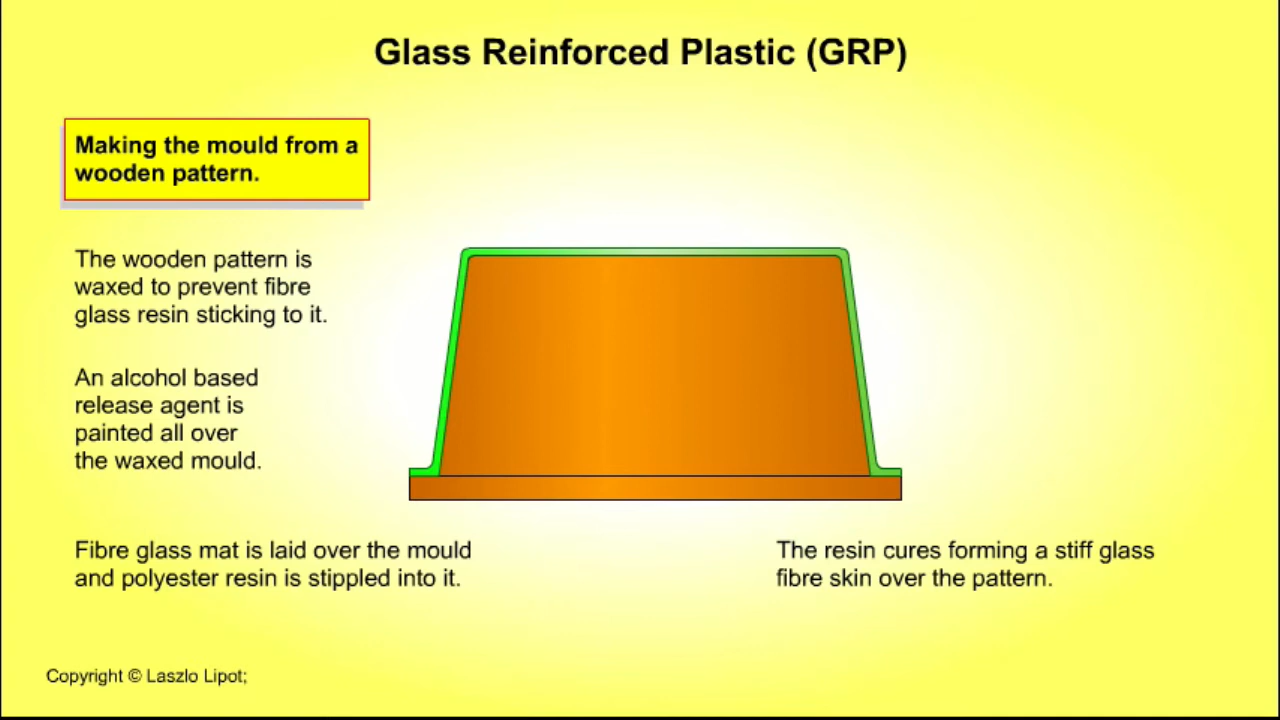 Glass Reinforced Plastic (GRP)
Making the mould from a
wooden pattern.
The wooden pattern is
waxed to prevent fibre
glass resin sticking to it.
An alcohol based
release agent is
painted all over
the waxed mould.
Fibre glass mat is laid over the mould
and polyester resin is stippled into it.
The resin cures forming a stiff glass
fibre skin over the pattern.
Copyright © Laszlo Lipot;